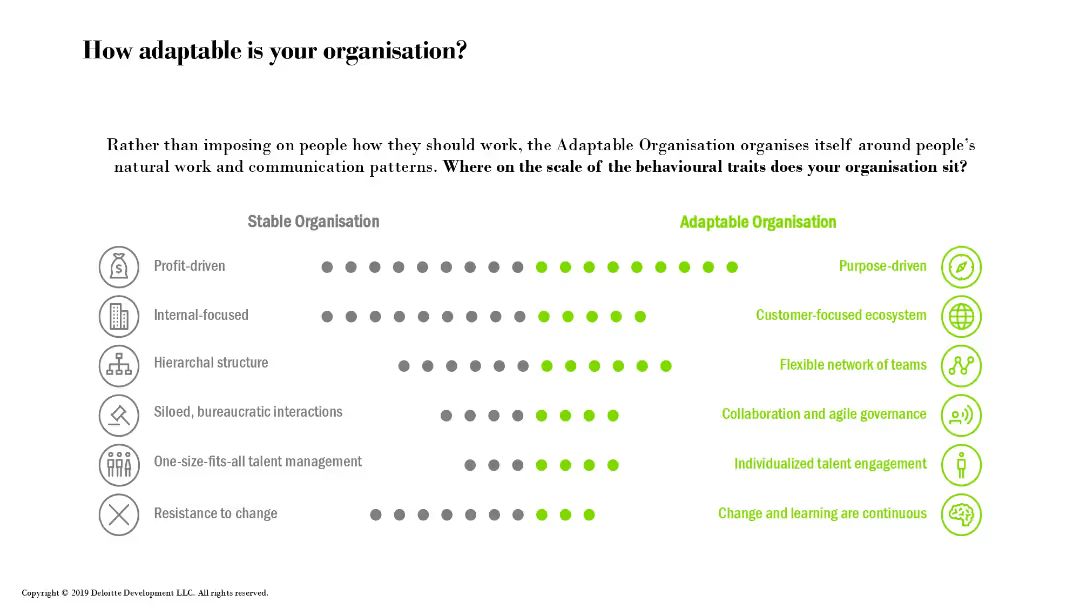 How adaptable is your organisation?
Rather than imposing on people how they should work, the Adaptable Organisation organises itself around people's
natural work and communication patterns. Where on the scale of the behavioural traits does your organisation sit?
Stable Organisation
Adaptable Organisation
$ Profit-driven
Purpose-driven
Internal-focused
Customer-focused ecosystem
Hierarchal structure
Flexible network of teams
Siloed, bureaucratic interactions
Collaboration and agile governance
One-size-fits-all talent management
Individualized talent engagement
Resistance to change
Change and learning are continuous
Copyright © 2019 Deloitte Development LLC. All rights reserved.